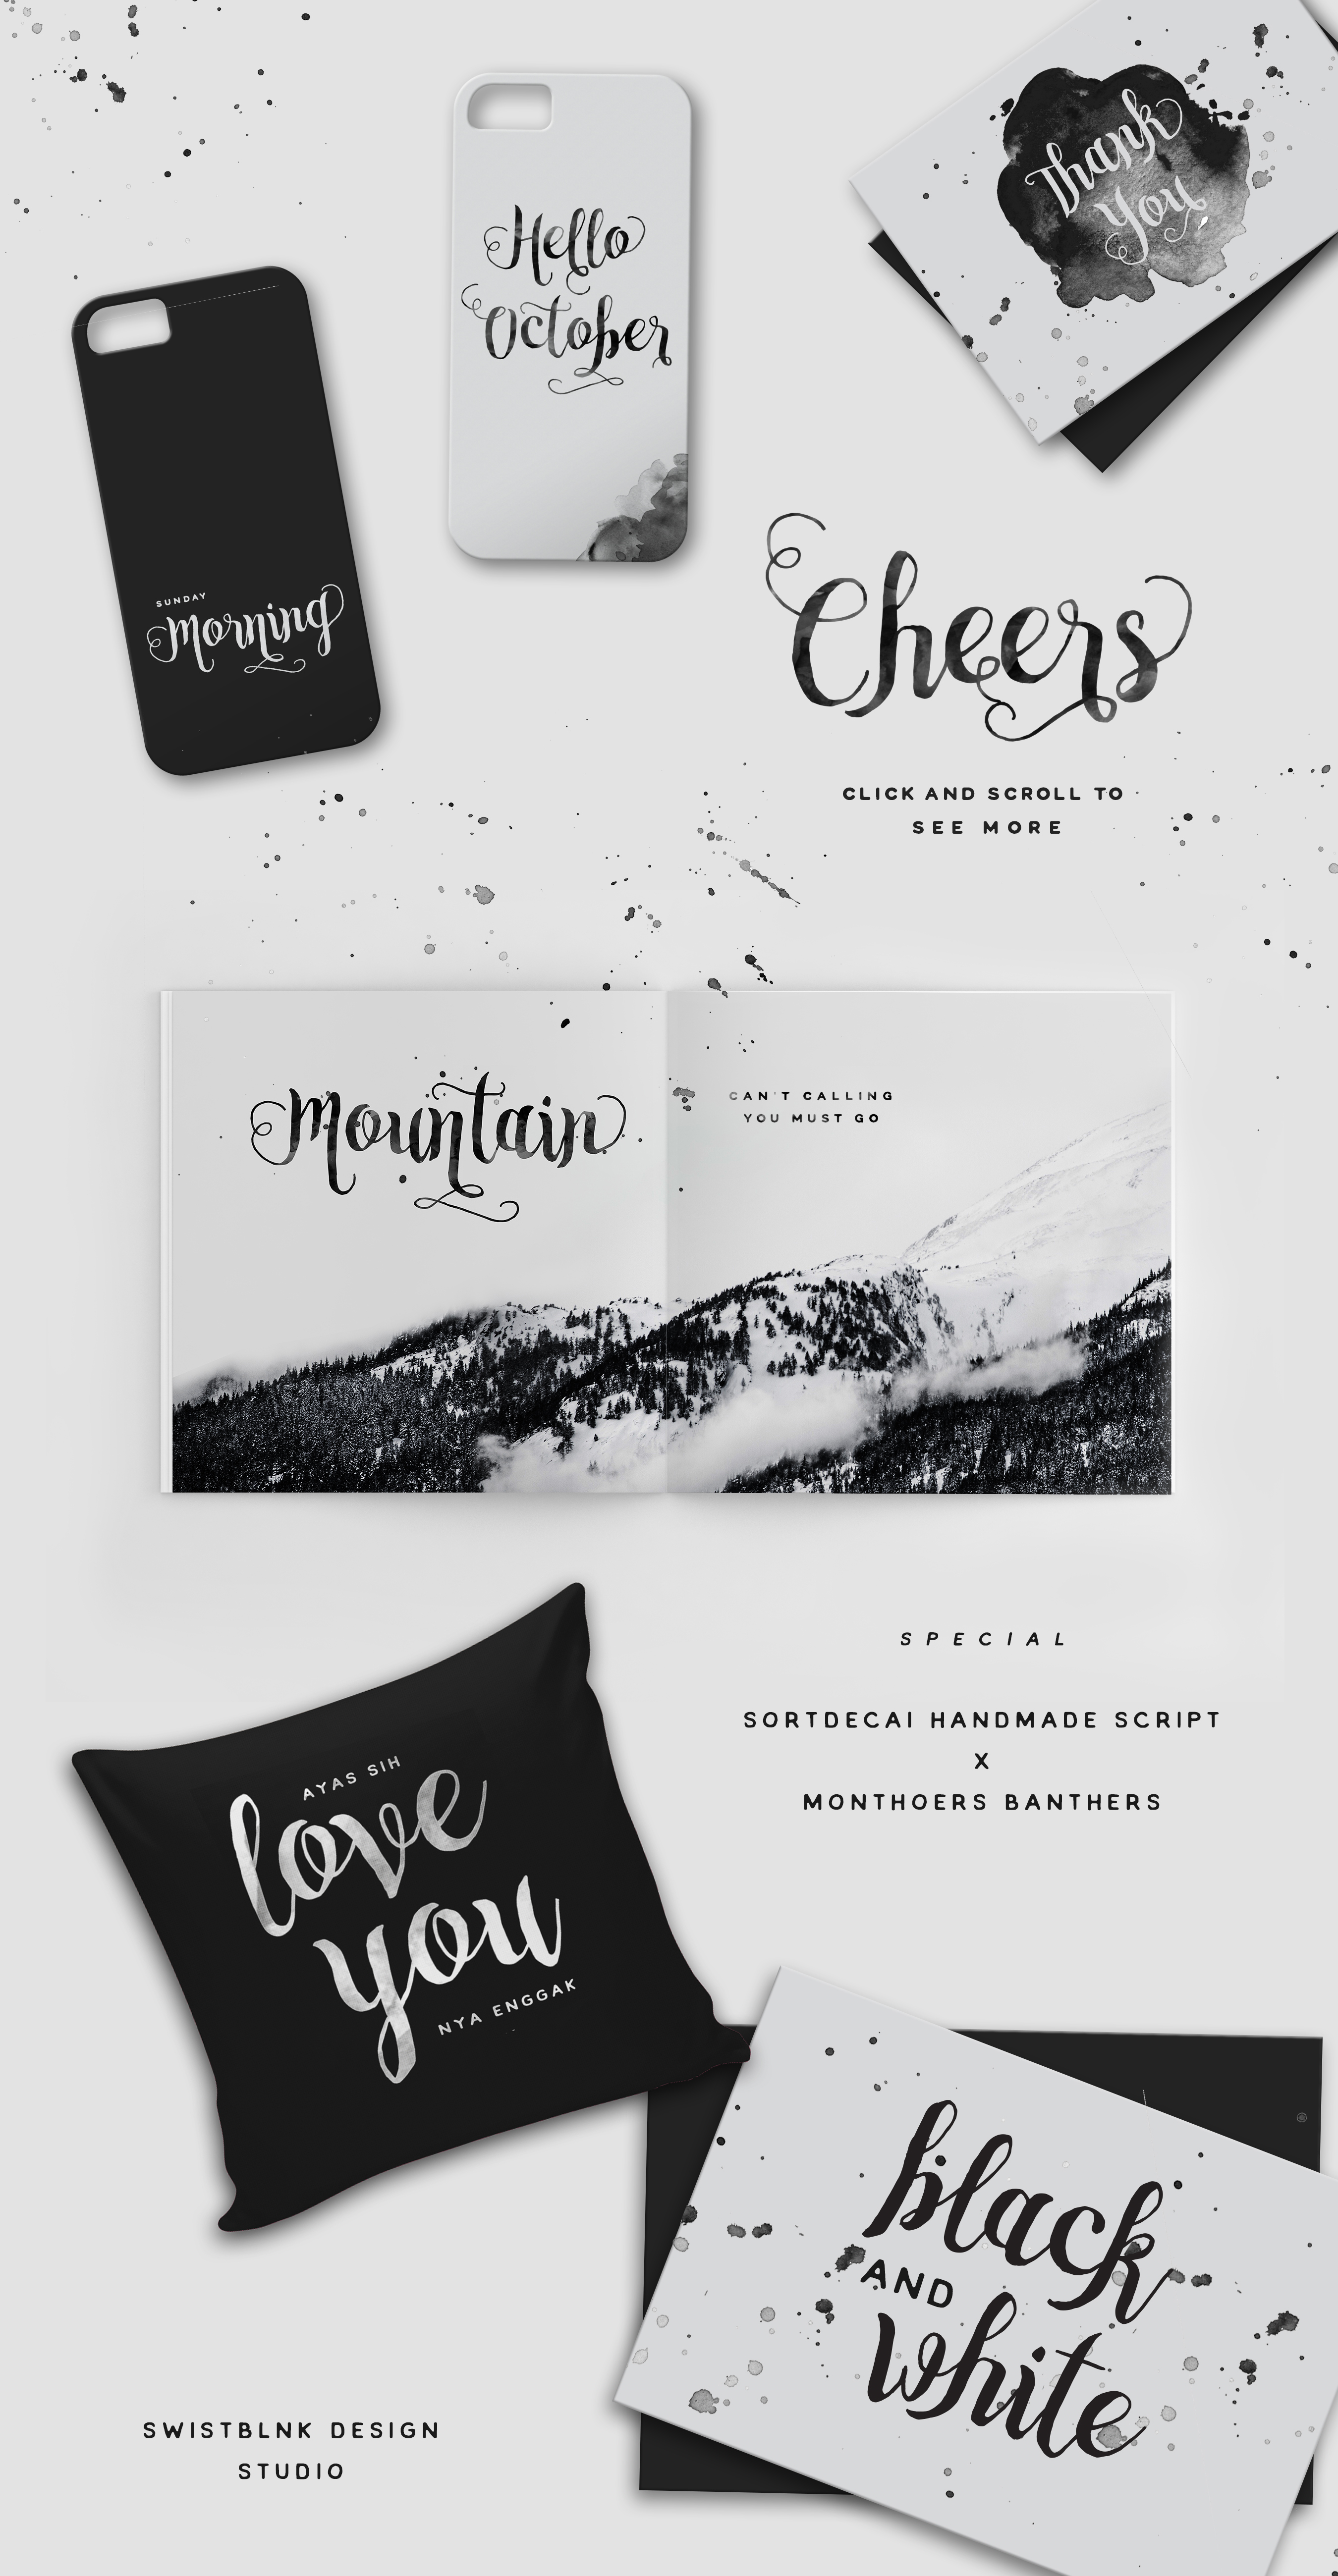 Thank
You
Hello
October
SUNDAY
Morning
Cheers
CLICK AND SCROLL TO
SEE MORE
Mountain
CAN'T CALLING
YOU MUST GO
SPECIAL
SORTDECAI HANDMADE SCRIPT
X
MONTHOERS BANTHERS
AYAS SIH
love
you
NYA ENGGAK
black
AND
white
SWISTBLNK DESIGN
STUDIO